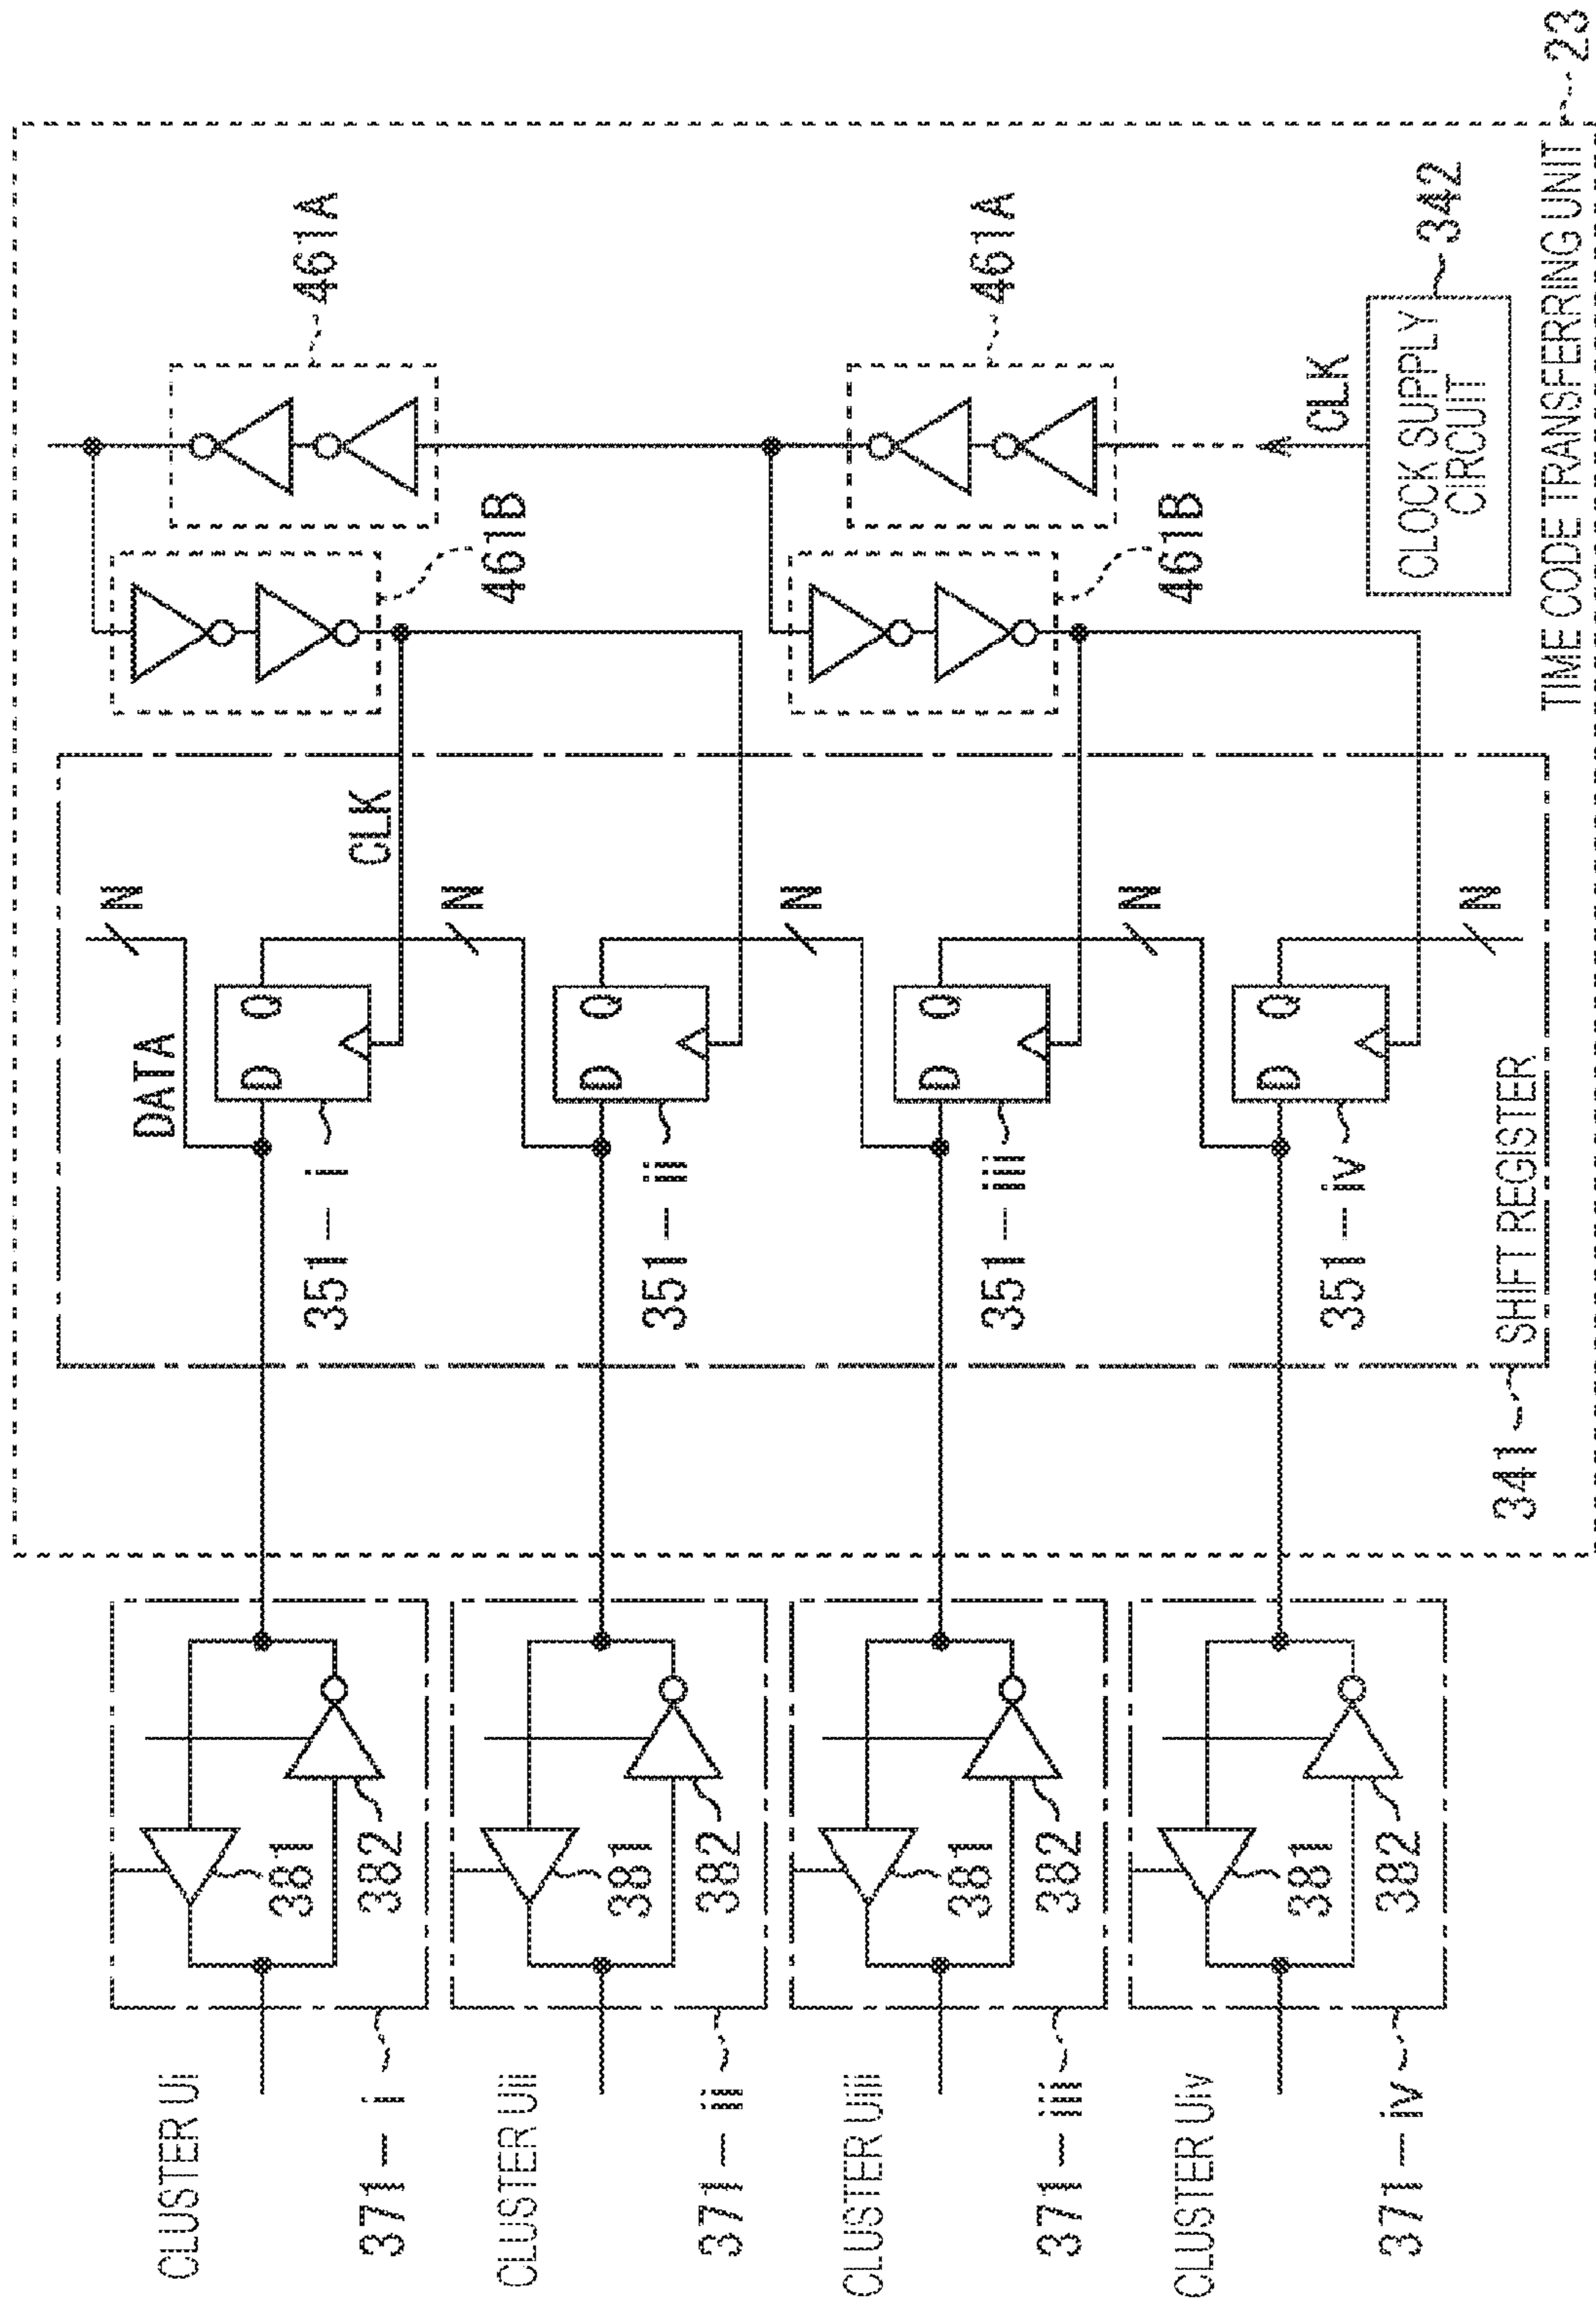 N
DATA
CLUSTER Ui
381
461A
351-i
CLK
382
371-i
N
461B
CLUSTER Uii
381
351-ii
382
371-ii
N
CLUSTER Uiii
381
461A
351-iii
382
371-iii
N
461B
CLUSTER Uiv
381
351-iv
CLK
382
371-iv
N
CLOCK SUPPLY
CIRCUIT
342
341
SHIFT REGISTER
TIME CODE TRANSFERRING UNIT
23
D Q
D Q
D Q
D Q